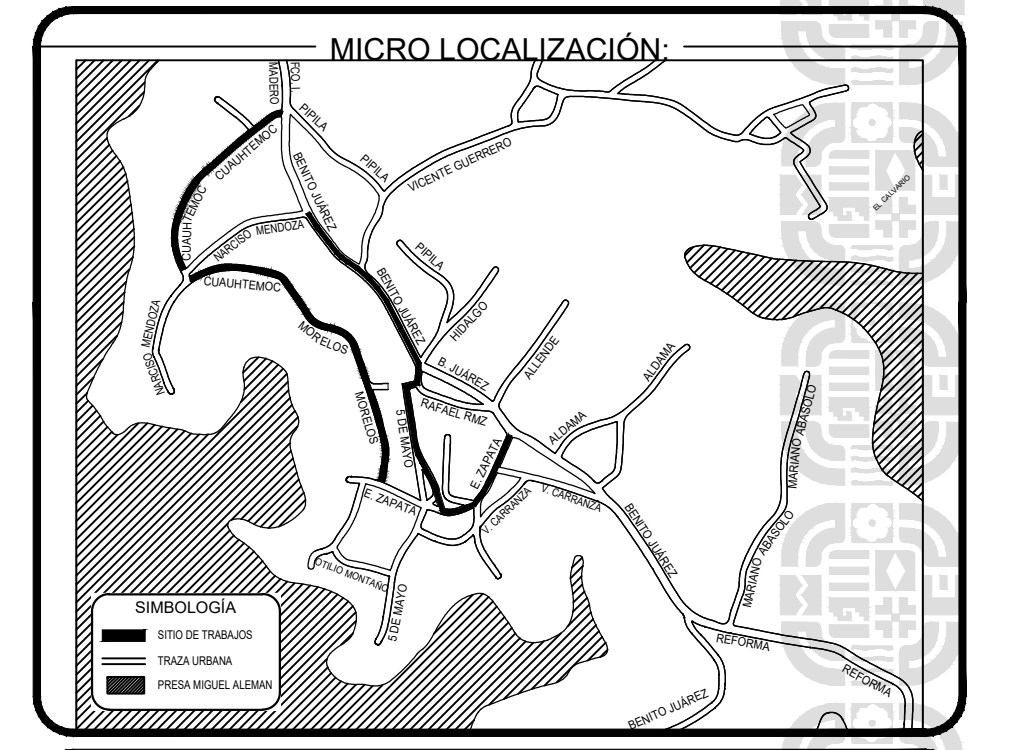 MICRO LOCALIZACIÓN:
FCO. I.
MADERO
PIPILA
CUAUHTEMOC
PIPILA
VICENTE GUERRERO
BENITO JUÁREZ
EL CALVARIO
CUAUHTEMOC
NARCISO MENDOZA
PIPILA
CUAUHTEMOC
BENITO JUÁREZ
HIDALGO
NARCISO MENDOZA
MORELOS
ALLENDE
ALDAMA
B. JUÁREZ
RAFAEL RMZ
MORELOS
5 DE MAYO
ALDAMA
MARIANO ABASOLO
E. ZAPATA
E. ZAPATA
V. CARRANZA
V. CARRANZA
BENITO JUÁREZ
MARIANO ABASOLO
OTILIO MONTAÑO
5 DE MAYO
REFORMA
REFORMA
BENITO JUÁREZ
SIMBOLOGÍA
SITIO DE TRABAJOS
TRAZA URBANA
PRESA MIGUEL ALEMAN